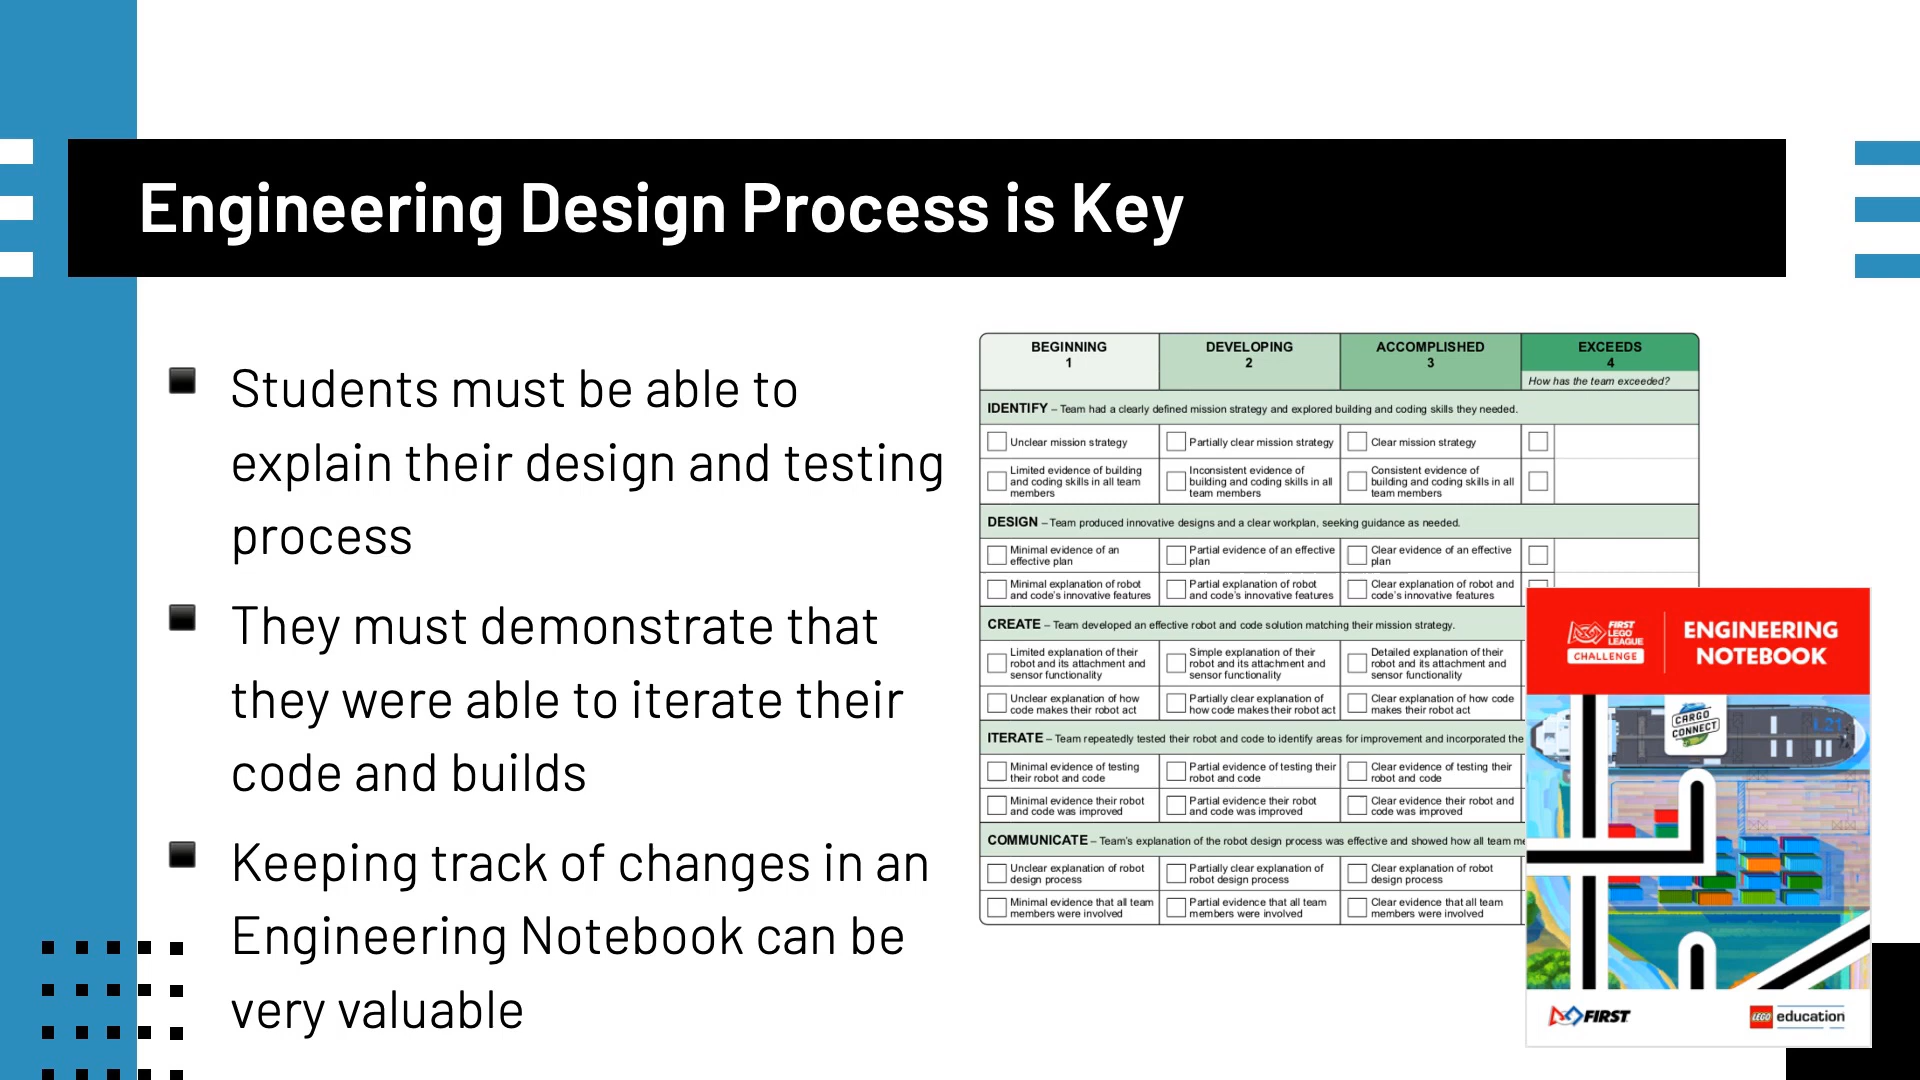 Engineering Design Process is Key
Students must be able to
explain their design and testing
process
They must demonstrate that
they were able to iterate their
code and builds
Keeping track of changes in an
Engineering Notebook can be
very valuable
BEGINNING
1
DEVELOPING
2
ACCOMPLISHED
3
EXCEEDS
4
How has the team exceeded?
IDENTIFY – Team had a clearly defined mission strategy and explored building and coding skills they needed.
Unclear mission strategy
Partially clear mission strategy
Clear mission strategy
Limited evidence of building
and coding skills in all team
members
Inconsistent evidence of
building and coding skills in all
team members
Consistent evidence of
building and coding skills in all
team members
DESIGN – Team produced innovative designs and a clear workplan, seeking guidance as needed.
Minimal evidence of an
effective plan
Partial evidence of an effective
plan
Clear evidence of an effective
plan
Minimal explanation of robot
and code's innovative features
Partial explanation of robot
and code's innovative features
Clear explanation of robot and
code's innovative features
CREATE – Team developed an effective robot and code solution matching their mission strategy.
Limited explanation of their
robot and its attachment and
sensor functionality
Simple explanation of their
robot and its attachment and
sensor functionality
Detailed explanation of their
robot and its attachment and
sensor functionality
Unclear explanation of how
code makes their robot act
Partially clear explanation of
how code makes their robot act
Clear explanation of how code
makes their robot act
ITERATE – Team repeatedly tested their robot and code to identify areas for improvement and incorporated the
Minimal evidence of testing
their robot and code
Partial evidence of testing their
robot and code
Clear evidence of testing their
robot and code
Minimal evidence their robot
and code was improved
Partial evidence their robot
and code was improved
Clear evidence their robot and
code was improved
COMMUNICATE – Team's explanation of the robot design process was effective and showed how all team me
Unclear explanation of robot
design process
Partially clear explanation of
robot design process
Clear explanation of robot
design process
Minimal evidence that all team
members were involved
Partial evidence that all team
members were involved
Clear evidence that all team
members were involved
FIRST
LEGO
LEAGUE
CHALLENGE
ENGINEERING
NOTEBOOK
CARGO
CONNECT
FIRST
LEGO education